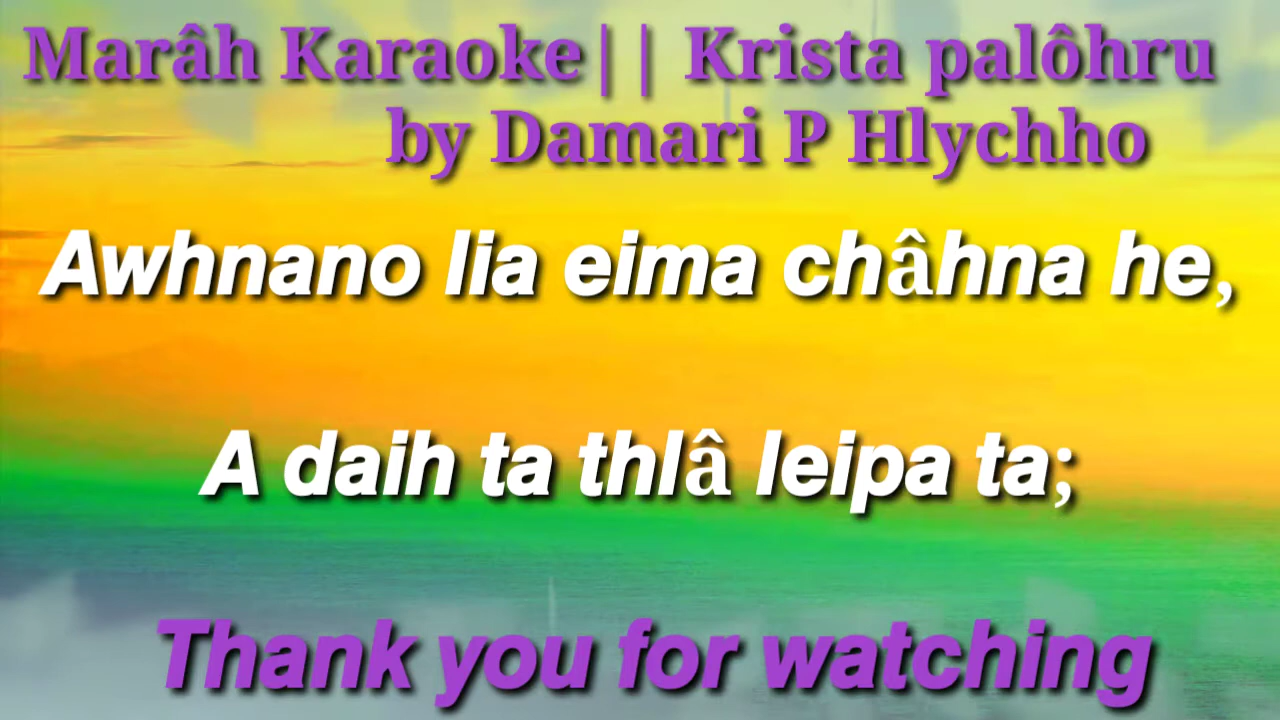 Marâh Karaoke|| Krista palôhru
by Damari P Hlychho
Awhnano lia eima châhna he,
A daih ta thlâ leipa ta;
Thank you for watching